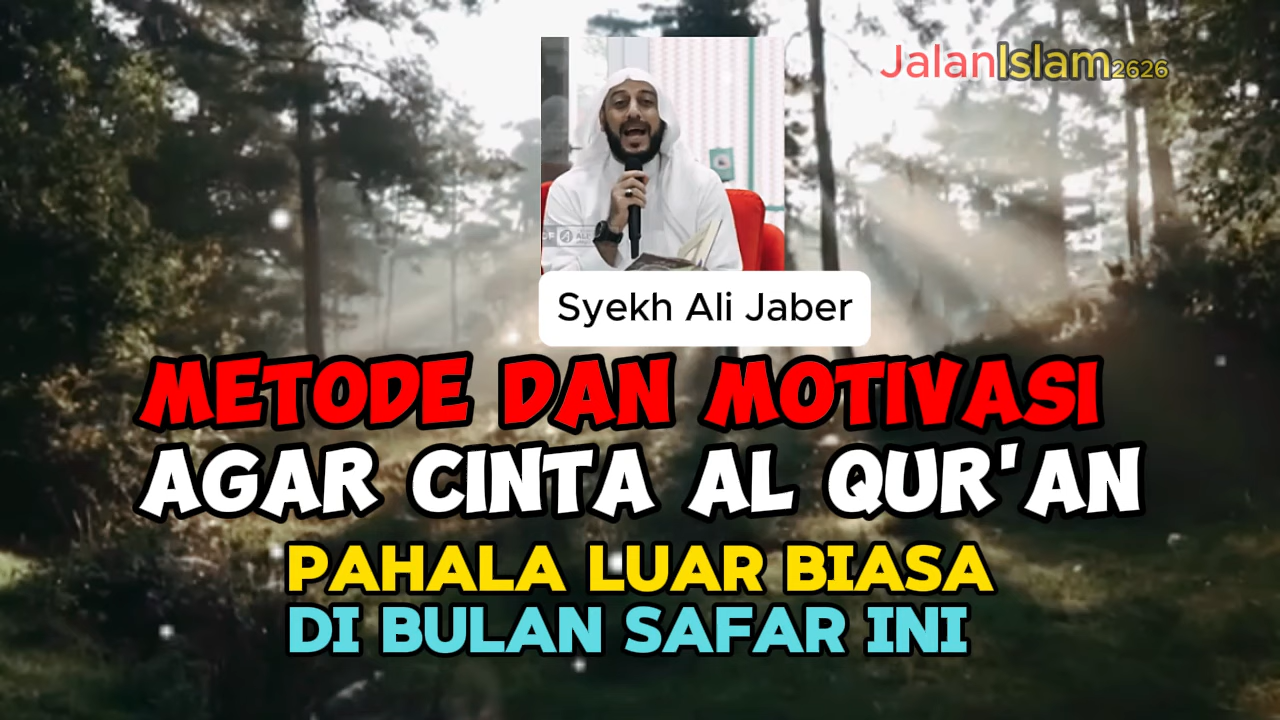 JalanIslam2626
Syekh Ali Jaber
METODE DAN MOTIVASI
AGAR CINTA AL QUR'AN
PAHALA LUAR BIASA
DI BULAN SAFAR INI